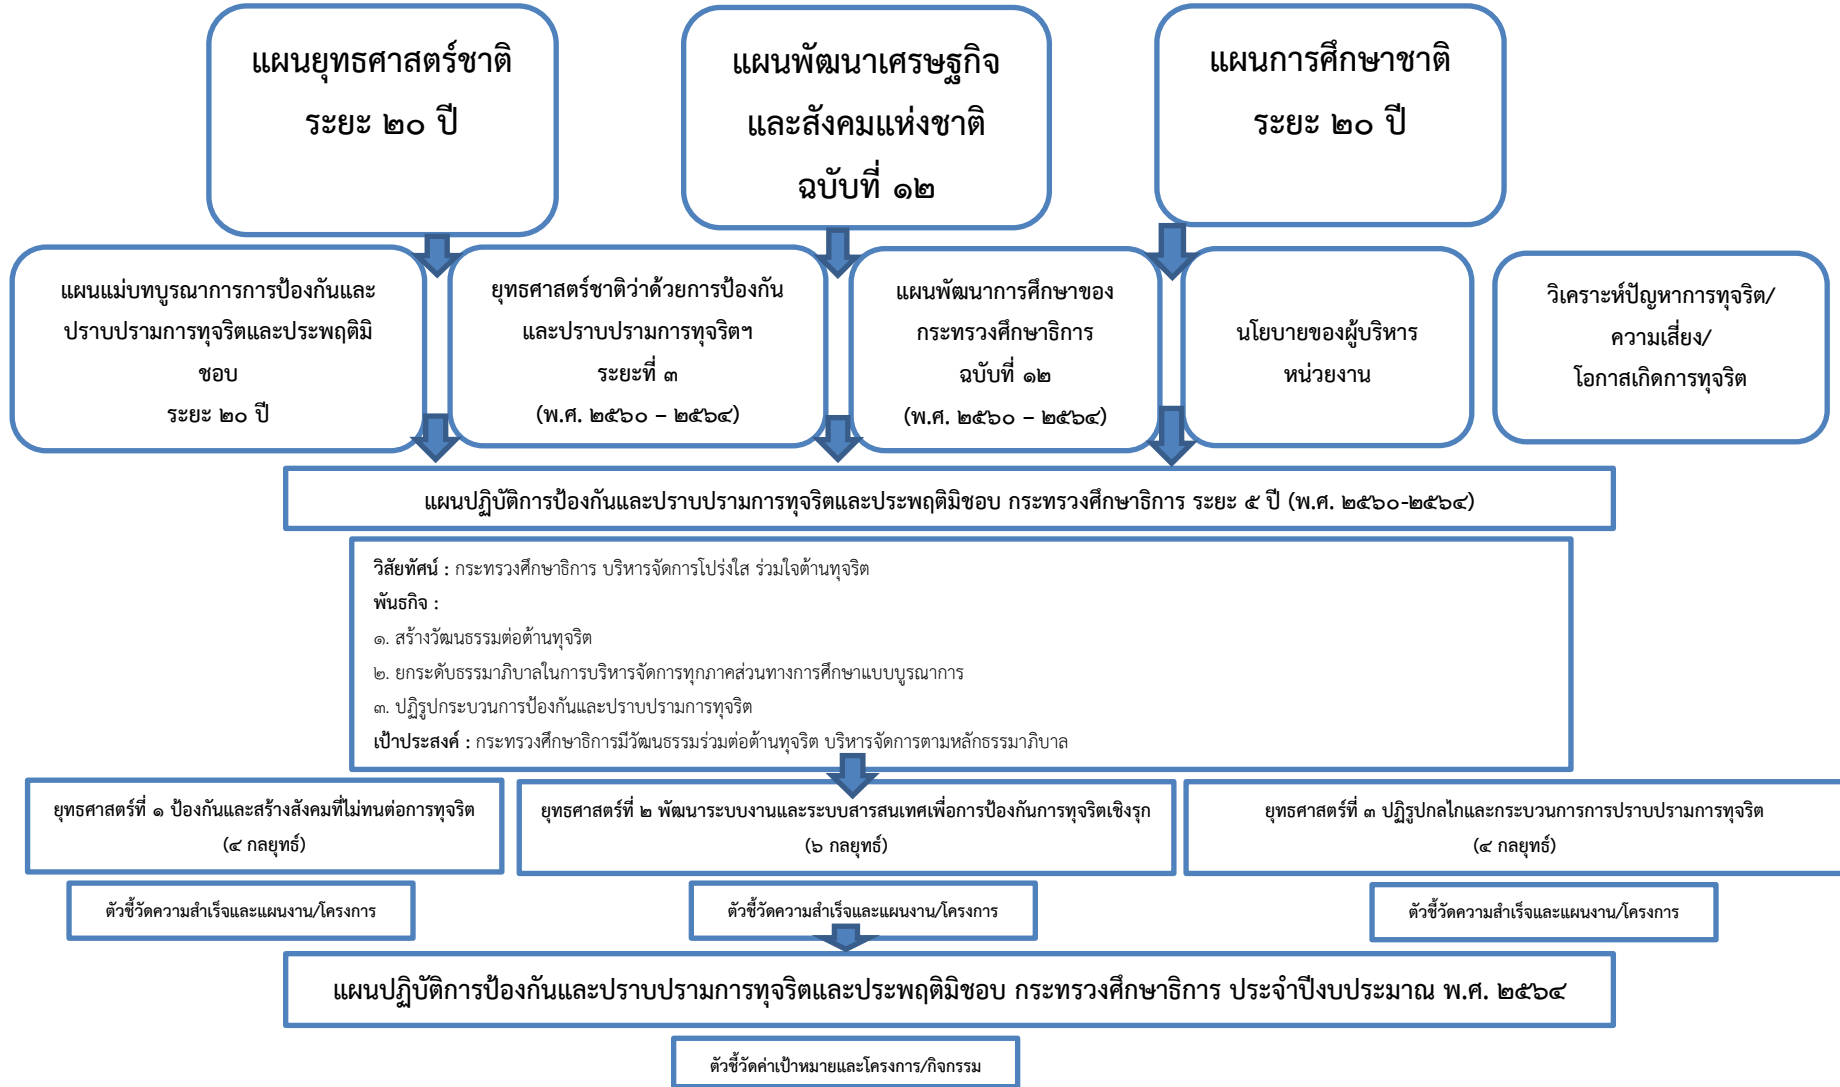 แผนยุทธศาสตร์ชาติ
ระยะ ๒๐ ปี
แผนพัฒนาเศรษฐกิจ
และสังคมแห่งชาติ
ฉบับที่ ๑๒
แผนการศึกษาชาติ
ระยะ ๒๐ ปี
แผนแม่บทบูรณาการการป้องกันและ
ปราบปรามการทุจริตและประพฤติมิ
ชอบ
ระยะ ๒๐ ปี
ยุทธศาสตร์ชาติว่าด้วยการป้องกัน
และปราบปรามการทุจริตฯ
ระยะที่ ๓
(พ.ศ. ๒๕๖๐ – ๒๕๖๔)
แผนพัฒนาการศึกษาของ
กระทรวงศึกษาธิการ
ฉบับที่ ๑๒
(พ.ศ. ๒๕๖๐ – ๒๕๖๔)
นโยบายของผู้บริหาร
หน่วยงาน
วิเคราะห์ปัญหาการทุจริต/
ความเสี่ยง/
โอกาสเกิดการทุจริต
แผนปฏิบัติการป้องกันและปราบปรามการทุจริตและประพฤติมิชอบ กระทรวงศึกษาธิการ ระยะ ๕ ปี (พ.ศ. ๒๕๖๐-๒๕๖๔)
วิสัยทัศน์ : กระทรวงศึกษาธิการ บริหารจัดการโปร่งใส ร่วมใจต้านทุจริต
พันธกิจ :
๑. สร้างวัฒนธรรมต่อต้านทุจริต
๒. ยกระดับธรรมาภิบาลในการบริหารจัดการทุกภาคส่วนทางการศึกษาแบบบูรณาการ
๓. ปฏิรูปกระบวนการป้องกันและปราบปรามการทุจริต
เป้าประสงค์ : กระทรวงศึกษาธิการมีวัฒนธรรมร่วมต่อต้านทุจริต บริหารจัดการตามหลักธรรมาภิบาล
ยุทธศาสตร์ที่ ๑ ป้องกันและสร้างสังคมที่ไม่ทนต่อการทุจริต
(๔ กลยุทธ์)
ยุทธศาสตร์ที่ ๒ พัฒนาระบบงานและระบบสารสนเทศเพื่อการป้องกันการทุจริตเชิงรุก
(๖ กลยุทธ์)
ยุทธศาสตร์ที่ ๓ ปฏิรูปกลไกและกระบวนการการปราบปรามการทุจริต
(๔ กลยุทธ์)
ตัวชี้วัดความสำเร็จและแผนงาน/โครงการ
ตัวชี้วัดความสำเร็จและแผนงาน/โครงการ
ตัวชี้วัดความสำเร็จและแผนงาน/โครงการ
แผนปฏิบัติการป้องกันและปราบปรามการทุจริตและประพฤติมิชอบ กระทรวงศึกษาธิการ ประจำปีงบประมาณ พ.ศ. ๒๕๖๔
ตัวชี้วัดค่าเป้าหมายและโครงการ/กิจกรรม